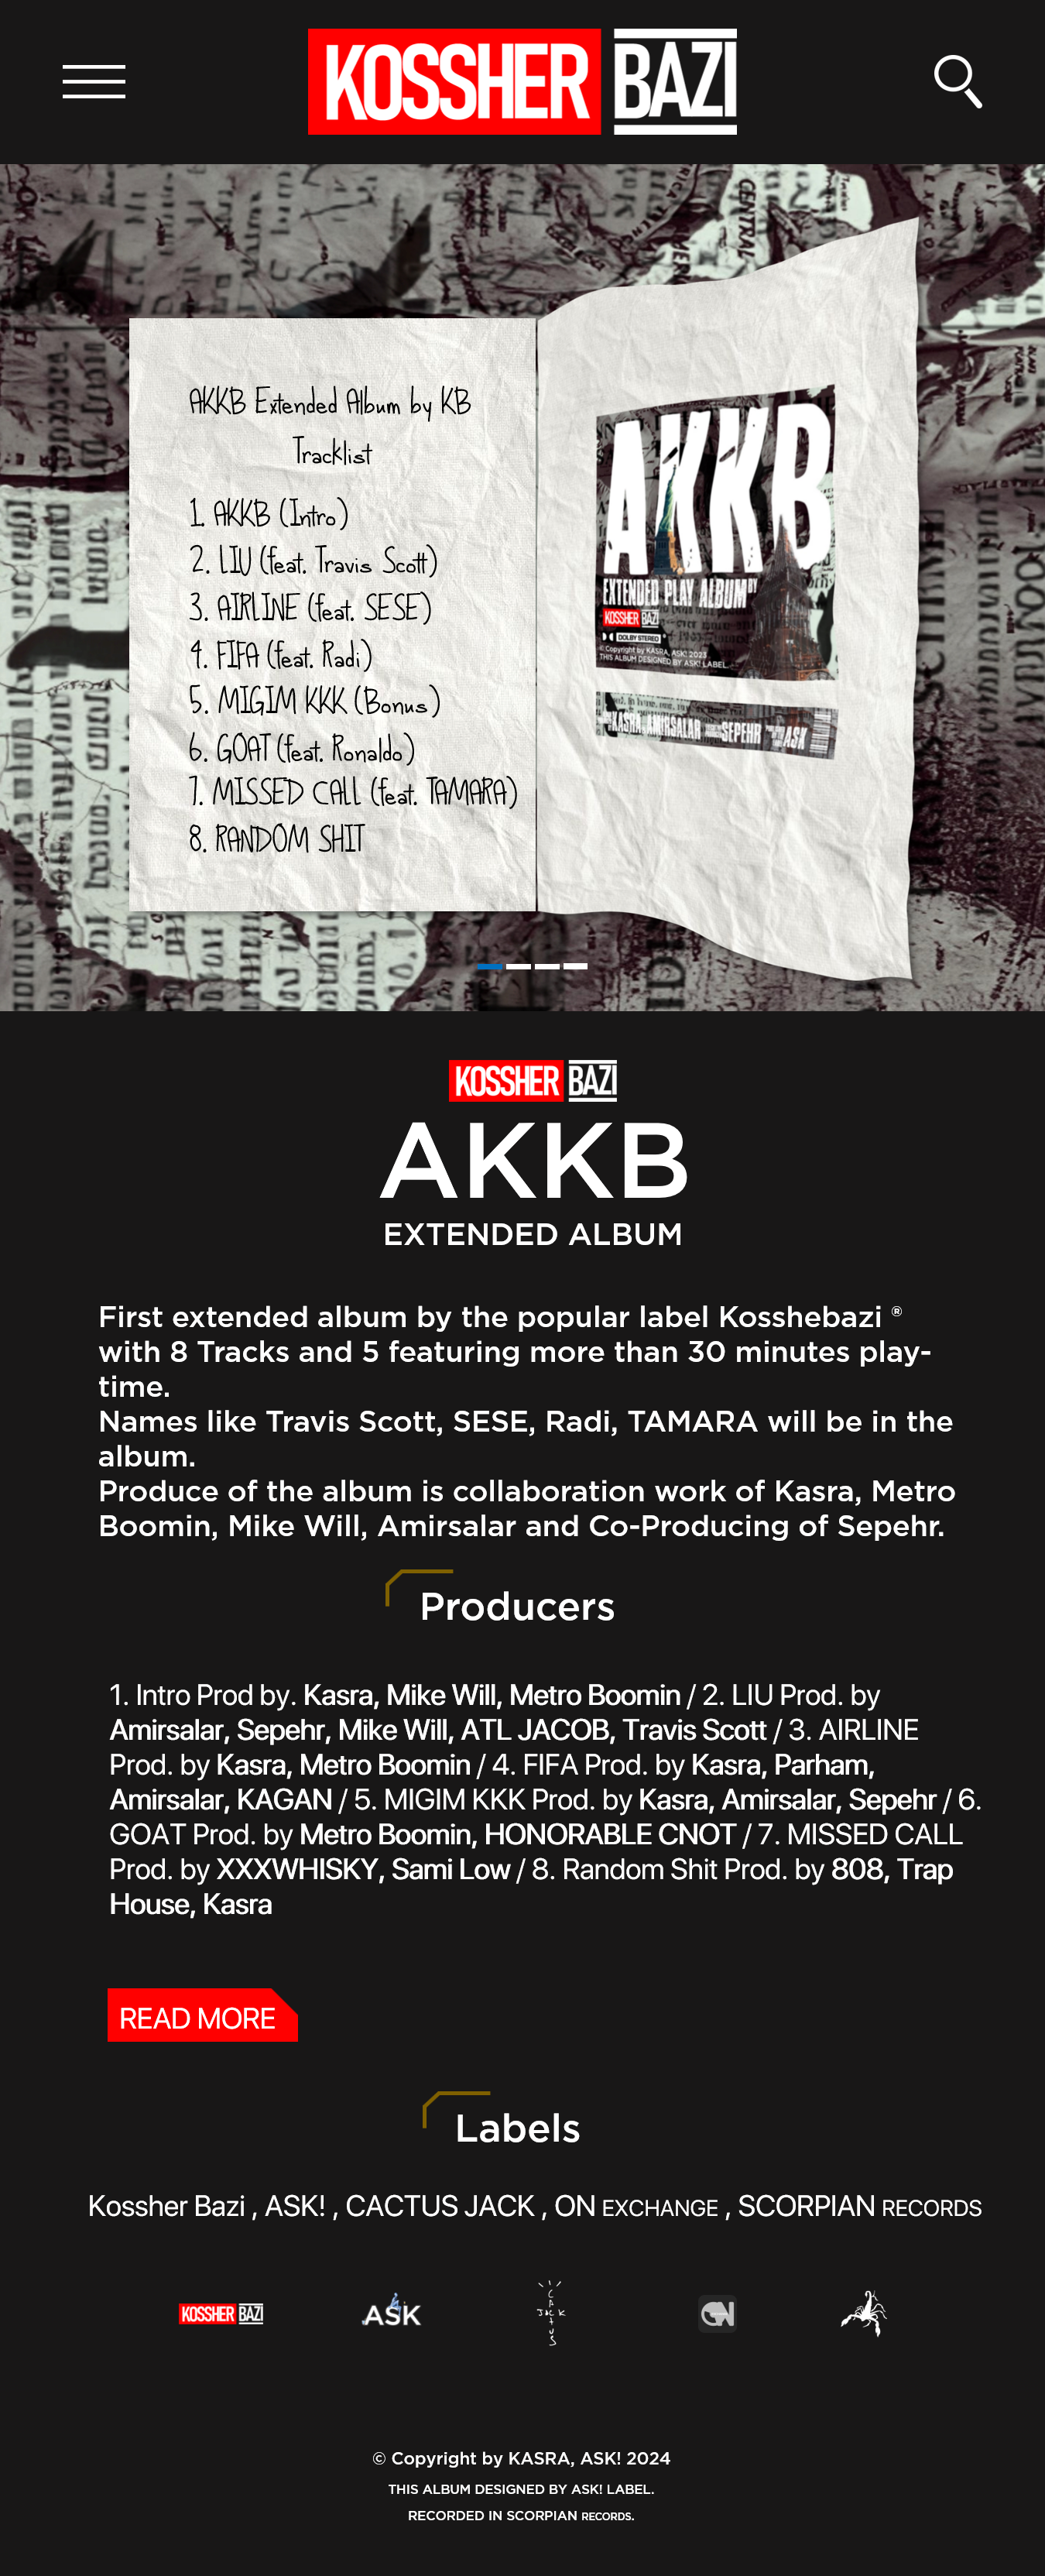 KOSSHER BAZI
AKKB Extended Album by KB
Tracklist
1. AKKB (Intro)
2. LIU (feat. Travis Scott)
3. AIRLINE (feat. SESE)
4. FIFA (feat. Radi)
5. MIGIM KKK (Bonus)
6. GOAT (feat. Ronaldo)
7. MISSED CALL (feat. TAMARA)
8. RANDOM SHIT
CENTRAL
AKKB
EXTENDED PLAY ALBUM BY
KOSSHER BAZI
DOLBY STEREO
© Copyright by KASRA, ASK! 2023
THIS ALBUM DESIGNED BY ASK! LABEL.
KASRA, AMIRSALAR SEPEHR ASK
KOSSHER BAZI
AKKB
EXTENDED ALBUM
First extended album by the popular label Kosshebazi ®
with 8 Tracks and 5 featuring more than 30 minutes play-
time.
Names like Travis Scott, SESE, Radi, TAMARA will be in the
album.
Produce of the album is collaboration work of Kasra, Metro
Boomin, Mike Will, Amirsalar and Co-Producing of Sepehr.
Producers
1. Intro Prod by. Kasra, Mike Will, Metro Boomin / 2. LIU Prod. by
Amirsalar, Sepehr, Mike Will, ATL JACOB, Travis Scott / 3. AIRLINE
Prod. by Kasra, Metro Boomin / 4. FIFA Prod. by Kasra, Parham,
Amirsalar, KAGAN / 5. MIGIM KKK Prod. by Kasra, Amirsalar, Sepehr / 6.
GOAT Prod. by Metro Boomin, HONORABLE CNOT / 7. MISSED CALL
Prod. by XXXWHISKY, Sami Low / 8. Random Shit Prod. by 808, Trap
House, Kasra
READ MORE
Labels
Kossher Bazi , ASK! , CACTUS JACK , ON EXCHANGE , SCORPIAN RECORDS
KOSSHER BAZI
ASK
CACTUS
JACK
ON
© Copyright by KASRA, ASK! 2024
THIS ALBUM DESIGNED BY ASK! LABEL.
RECORDED IN SCORPIAN RECORDS.